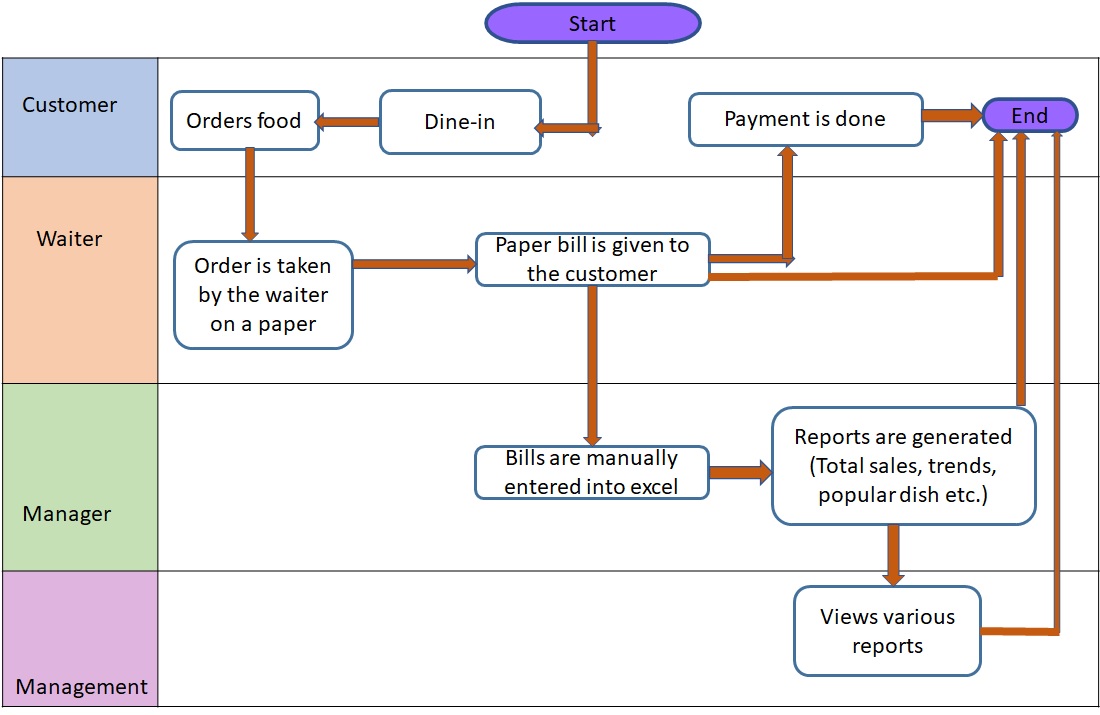 Start
Customer
Orders food
Dine-in
Payment is done
End
Waiter
Order is taken
by the waiter
on a paper
Paper bill is given to
the customer
Manager
Bills are manually
entered into excel
Reports are generated
(Total sales, trends,
popular dish etc.)
Management
Views various
reports